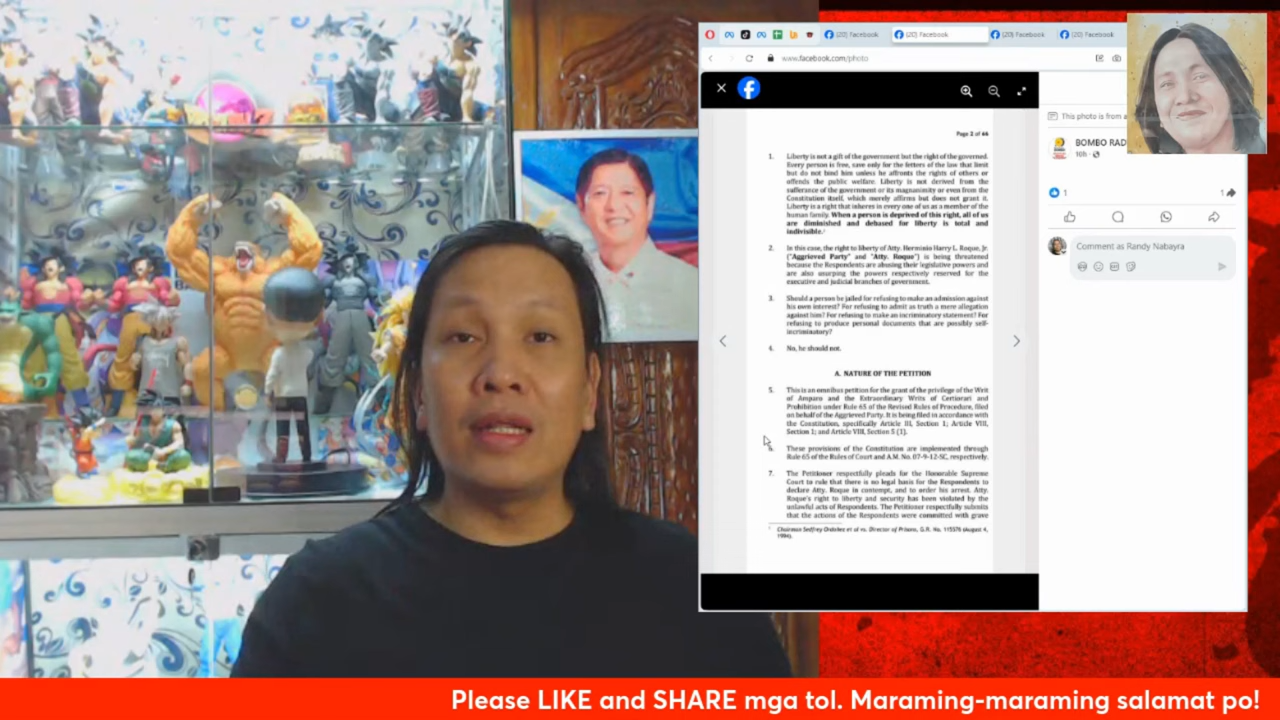 (20) Facebook
(20) Facebook
(20) Facebook
(20) Facebook
www.facebook.com/photo
This photo is from a
BOMBO RAD
10h
1
1
Comment as Randy Nabayra
Page 2 of 66
1. Liberty is not a gift of the government but the right of the governed.
Every person is free, save only for the fetters of the law that limit
but do not bind him unless he affronts the rights of others or
offends the public welfare. Liberty is not derived from the
sufferance of the government or its magnanimity or even from the
Constitution itself, which merely affirms but does not grant it.
Liberty is a right that inheres in every one of us as a member of the
human family. When a person is deprived of this right, all of us
are diminished and debased for liberty is total and
indivisible.¹
2. In this case, the right to liberty of Atty. Herminio Harry L. Roque, Jr.
("Aggrieved Party" and "Atty. Roque") is being threatened
because the Respondents are abusing their legislative powers and
are also usurping the powers respectively reserved for the
executive and judicial branches of government.
3. Should a person be jailed for refusing to make an admission against
his own interest? For refusing to admit as truth a mere allegation
against him? For refusing to make an incriminatory statement? For
refusing to produce personal documents that are possibly self-
incriminatory?
4. No, he should not.
A. NATURE OF THE PETITION
5. This is an omnibus petition for the grant of the privilege of the Writ
of Amparo and the Extraordinary Writs of Certiorari and
Prohibition under Rule 65 of the Revised Rules of Procedure, filed
on behalf of the Aggrieved Party. It is being filed in accordance with
the Constitution, specifically Article III, Section 1; Article VIII,
Section 1; and Article VIII, Section 5 (1).
6. These provisions of the Constitution are implemented through
Rule 65 of the Rules of Court and A.M. No. 07-9-12-SC, respectively.
7. The Petitioner respectfully pleads for the Honorable Supreme
Court to rule that there is no legal basis for the Respondents to
declare Atty. Roque in contempt, and to order his arrest. Atty.
Roque's right to liberty and security has been violated by the
unlawful acts of Respondents. The Petitioner respectfully submits
that the actions of the Respondents were committed with grave
Chairman Sedfrey Ordoñez et al vs. Director of Prisons, G.R. No. 115576 (August 4,
1994).
Please LIKE and SHARE mga tol. Maraming-maraming salamat po!